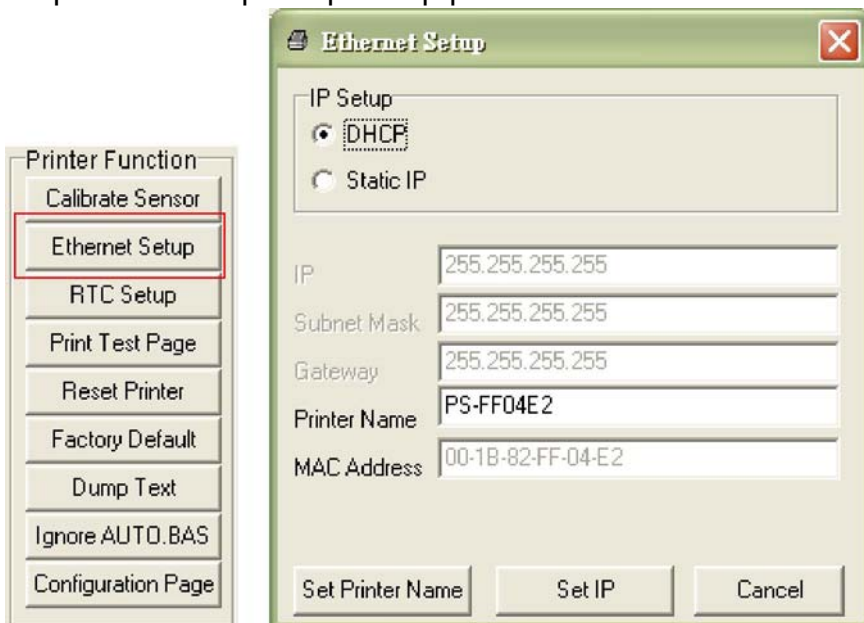 Printer Function
Calibrate Sensor
Ethernet Setup
RTC Setup
Print Test Page
Reset Printer
Factory Default
Dump Text
Ignore AUTO.BAS
Configuration Page
Ethernet Setup
IP Setup
DHCP
Static IP
IP 255.255.255.255
Subnet Mask 255.255.255.255
Gateway 255.255.255.255
Printer Name PS-FF04E2
MAC Address 00-1B-82-FF-04-E2
Set Printer Name Set IP Cancel